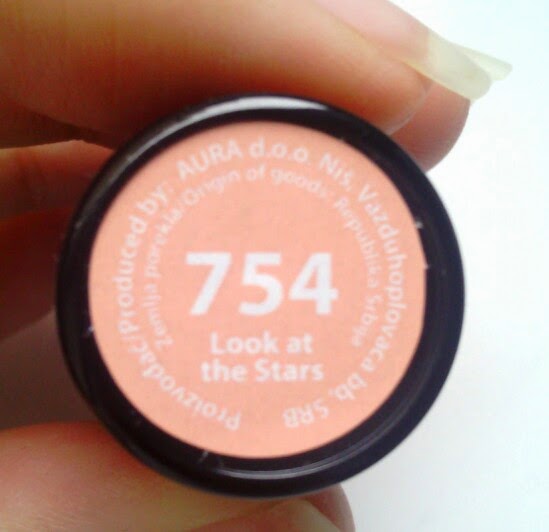 Proizvođač/Produced by: AURA d.o.o. Niš, Vazduhoplovaca bb, SRB
Zemlja porekla/Origin of goods: Republika Srbija
754
Look at
the Stars